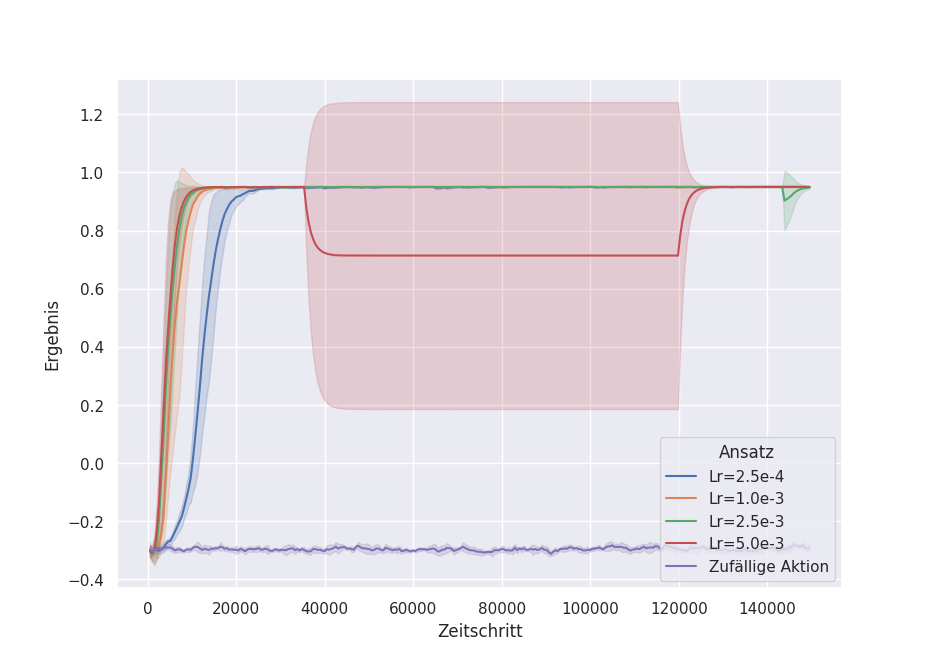 1.2
1.0
0.8
0.6
0.4
0.2
0.0
−0.2
−0.4
Ergebnis
0 20000 40000 60000 80000 100000 120000 140000
Zeitschritt
Ansatz
Lr=2.5e-4
Lr=1.0e-3
Lr=2.5e-3
Lr=5.0e-3
Zufällige Aktion